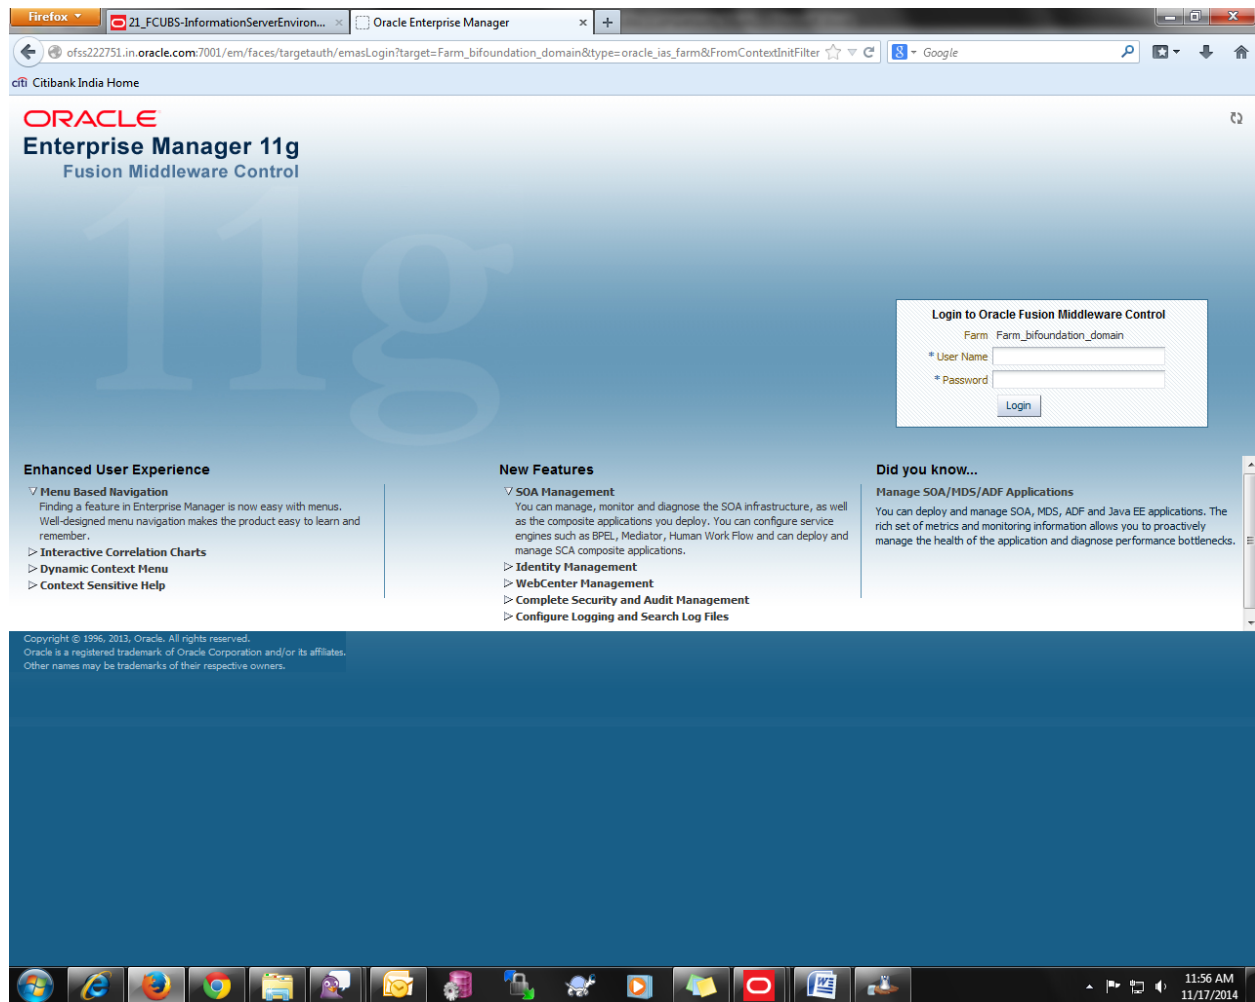 Firefox
21_FCUBS-InformationServerEnviron...
Oracle Enterprise Manager
ofss222751.in.oracle.com:7001/em/faces/targetauth/emasLogin?target=Farm_bifoundation_domain&type=oracle_ias_farm&FromContextInitFilter
Google
citi Citibank India Home
ORACLE
Enterprise Manager 11g
Fusion Middleware Control
11g
Login to Oracle Fusion Middleware Control
Farm Farm_bifoundation_domain
* User Name
* Password
Login
Enhanced User Experience
Menu Based Navigation
Finding a feature in Enterprise Manager is now easy with menus.
Well-designed menu navigation makes the product easy to learn and
remember.
Interactive Correlation Charts
Dynamic Context Menu
Context Sensitive Help
New Features
SOA Management
You can manage, monitor and diagnose the SOA infrastructure, as well
as the composite applications you deploy. You can configure service
engines such as BPEL, Mediator, Human Work Flow and can deploy and
manage SCA composite applications.
Identity Management
WebCenter Management
Complete Security and Audit Management
Configure Logging and Search Log Files
Did you know...
Manage SOA/MDS/ADF Applications
You can deploy and manage SOA, MDS, ADF and Java EE applications. The
rich set of metrics and monitoring information allows you to proactively
manage the health of the application and diagnose performance bottlenecks.
Copyright © 1996, 2013, Oracle. All rights reserved.
Oracle is a registered trademark of Oracle Corporation and/or its affiliates.
Other names may be trademarks of their respective owners.
11:56 AM
11/17/2014